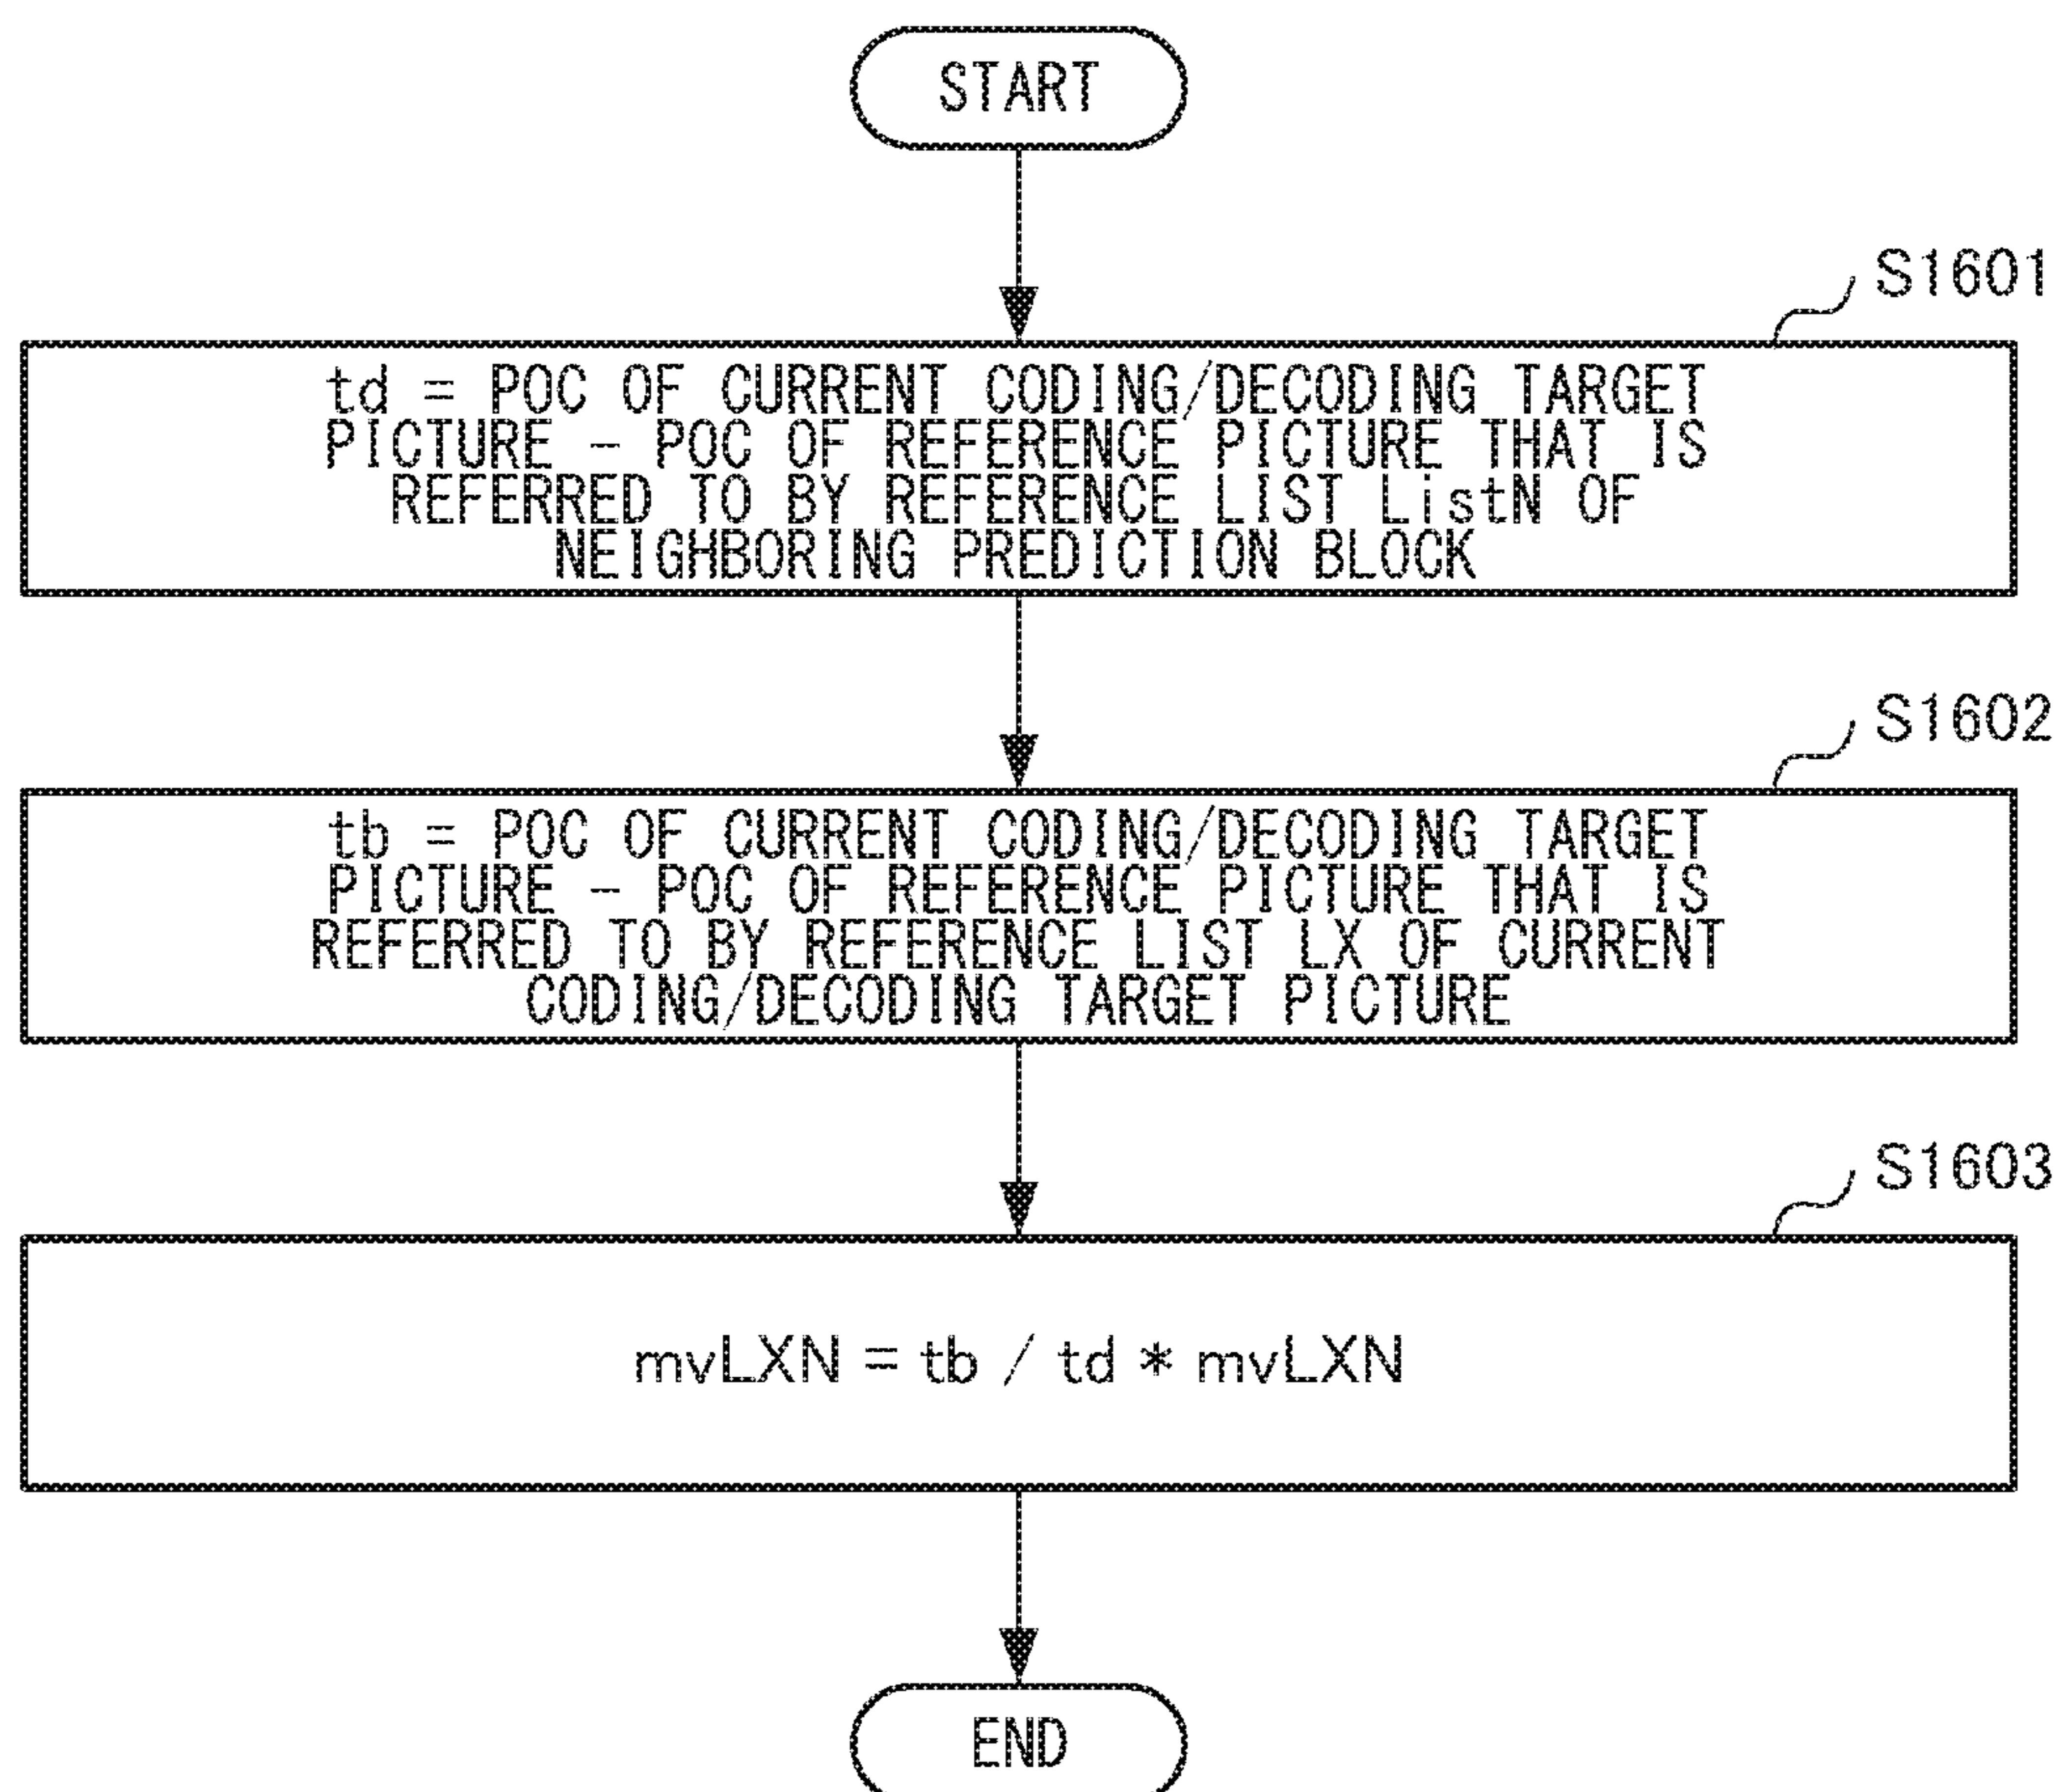 START
S1601
td = POC OF CURRENT CODING/DECODING TARGET
PICTURE - POC OF REFERENCE PICTURE THAT IS
REFERRED TO BY REFERENCE LIST ListN OF
NEIGHBORING PREDICTION BLOCK
S1602
tb = POC OF CURRENT CODING/DECODING TARGET
PICTURE - POC OF REFERENCE PICTURE THAT IS
REFERRED TO BY REFERENCE LIST LX OF CURRENT
CODING/DECODING TARGET PICTURE
S1603
mvLXN = tb / td * mvLXN
END